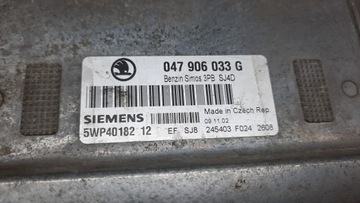 047 906 033 G
Benzin Simos 3PB SJ4D
Made in Czech Rep.
SIEMENS 09.11.02
5WP40182 12 EF SJ8 245403 F024 2608